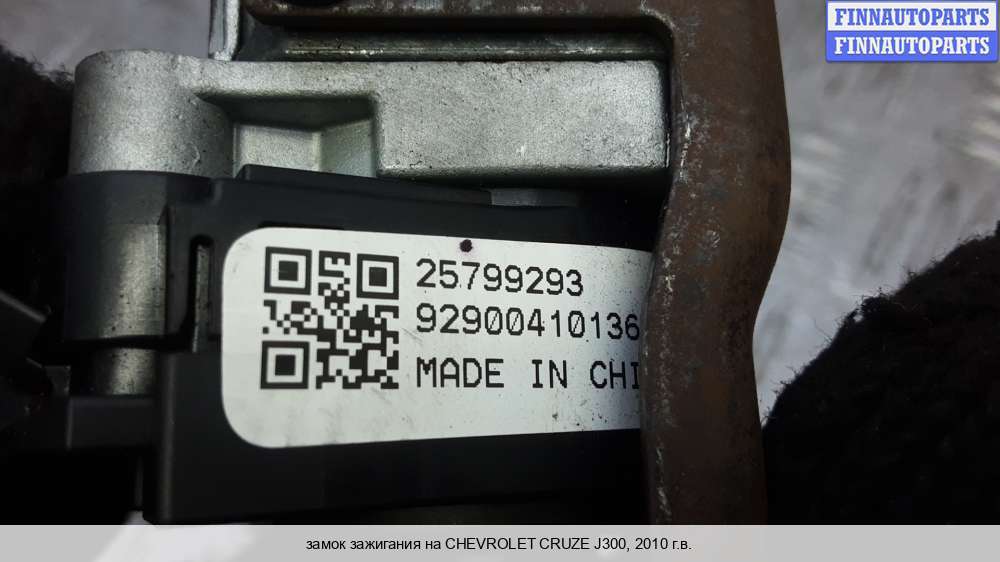 FINNAUTOPARTS
FINNAUTOPARTS
25799293
92900410136
MADE IN CHI
замок зажигания на CHEVROLET CRUZE J300, 2010 г.в.